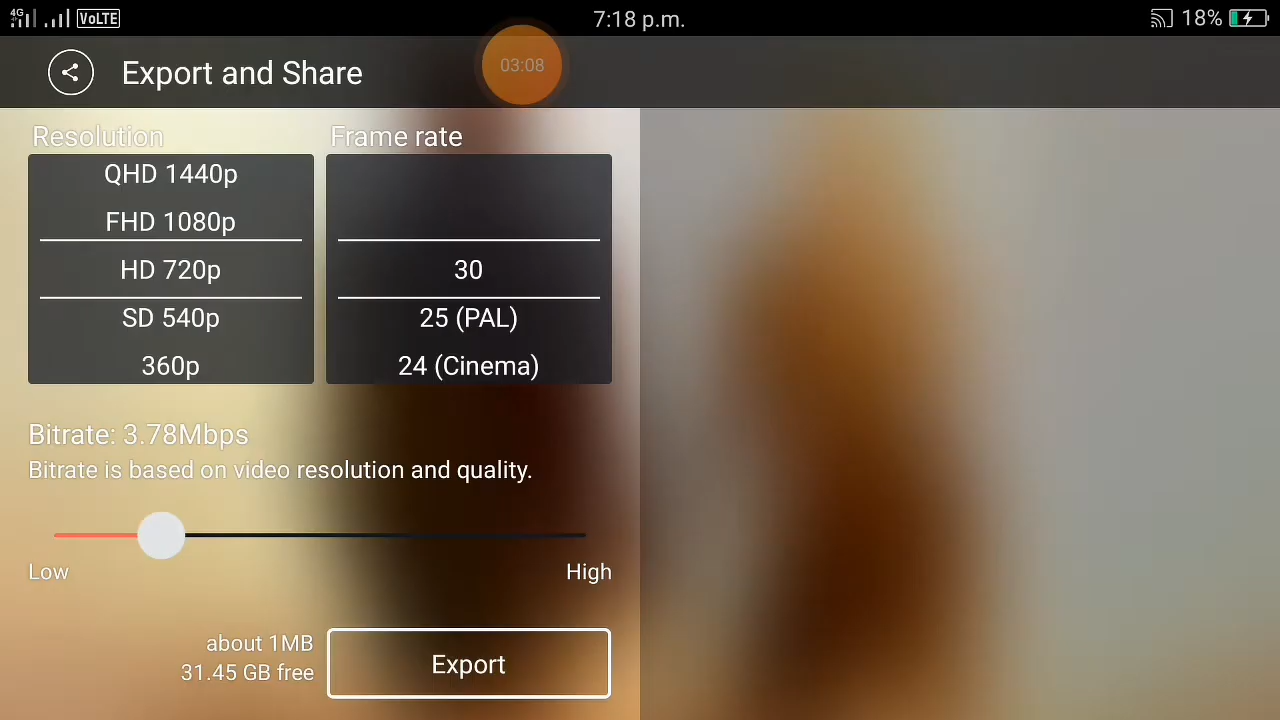 4G VoLTE 7:18 p.m. 18%
Export and Share 03:08
Resolution Frame rate
QHD 1440p
FHD 1080p
HD 720p 30
SD 540p 25 (PAL)
360p 24 (Cinema)
Bitrate: 3.78Mbps
Bitrate is based on video resolution and quality.
Low High
about 1MB
31.45 GB free
Export